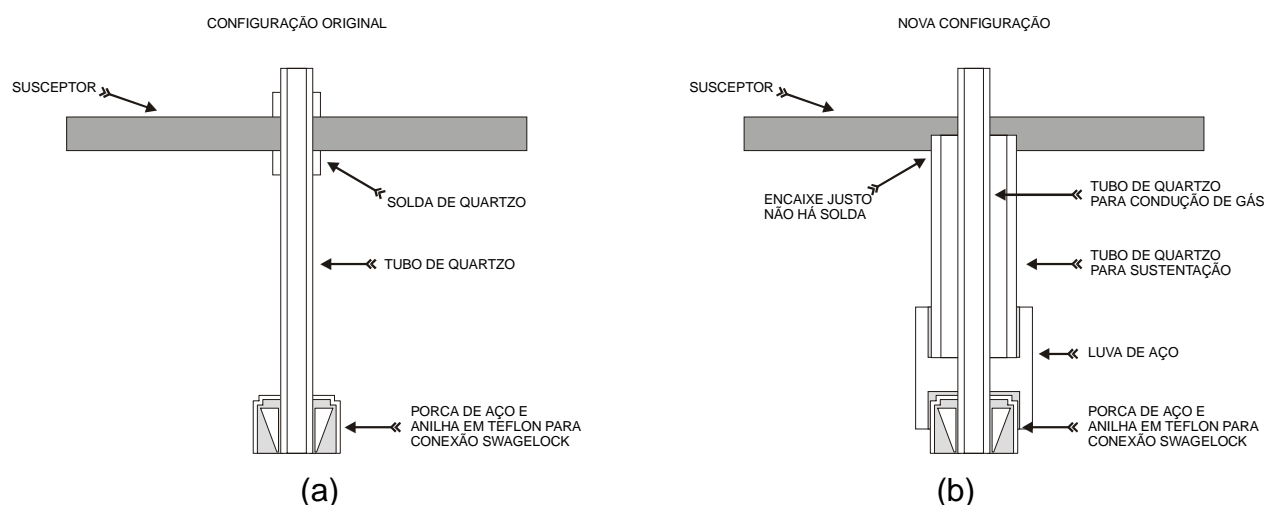 CONFIGURAÇÃO ORIGINAL
SUSCEPTOR
SOLDA DE QUARTZO
TUBO DE QUARTZO
PORCA DE AÇO E
ANILHA EM TEFLON PARA
CONEXÃO SWAGELOCK
(a)
NOVA CONFIGURAÇÃO
SUSCEPTOR
ENCAIXE JUSTO
NÃO HÁ SOLDA
TUBO DE QUARTZO
PARA CONDUÇÃO DE GÁS
TUBO DE QUARTZO
PARA SUSTENTAÇÃO
LUVA DE AÇO
PORCA DE AÇO E
ANILHA EM TEFLON PARA
CONEXÃO SWAGELOCK
(b)